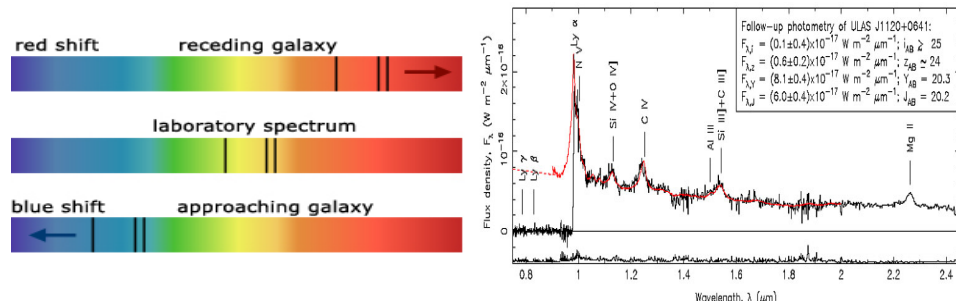 red shift receding galaxy
laboratory spectrum
blue shift approaching galaxy
Follow-up photometry of ULAS J1120+0641:
F_λ,i = (0.1±0.4)×10⁻¹⁷ W m⁻² μm⁻¹; i_AB ≳ 25
F_λ,z = (0.6±0.2)×10⁻¹⁷ W m⁻² μm⁻¹; z_AB ≃ 24
F_λ,Y = (8.1±0.4)×10⁻¹⁷ W m⁻² μm⁻¹; Y_AB = 20.3
F_λ,J = (6.0±0.4)×10⁻¹⁷ W m⁻² μm⁻¹; J_AB = 20.2
Flux density, F_λ (W m⁻² μm⁻¹)
2×10⁻¹⁶
10⁻¹⁶
0
Ly γ
Ly β
Ly α
N V
Si IV+O IV]
C IV
Al III
Si III]+C III]
Mg II
0.8 1 1.2 1.4 1.6 1.8 2 2.2 2.4
Wavelength, λ (μm)